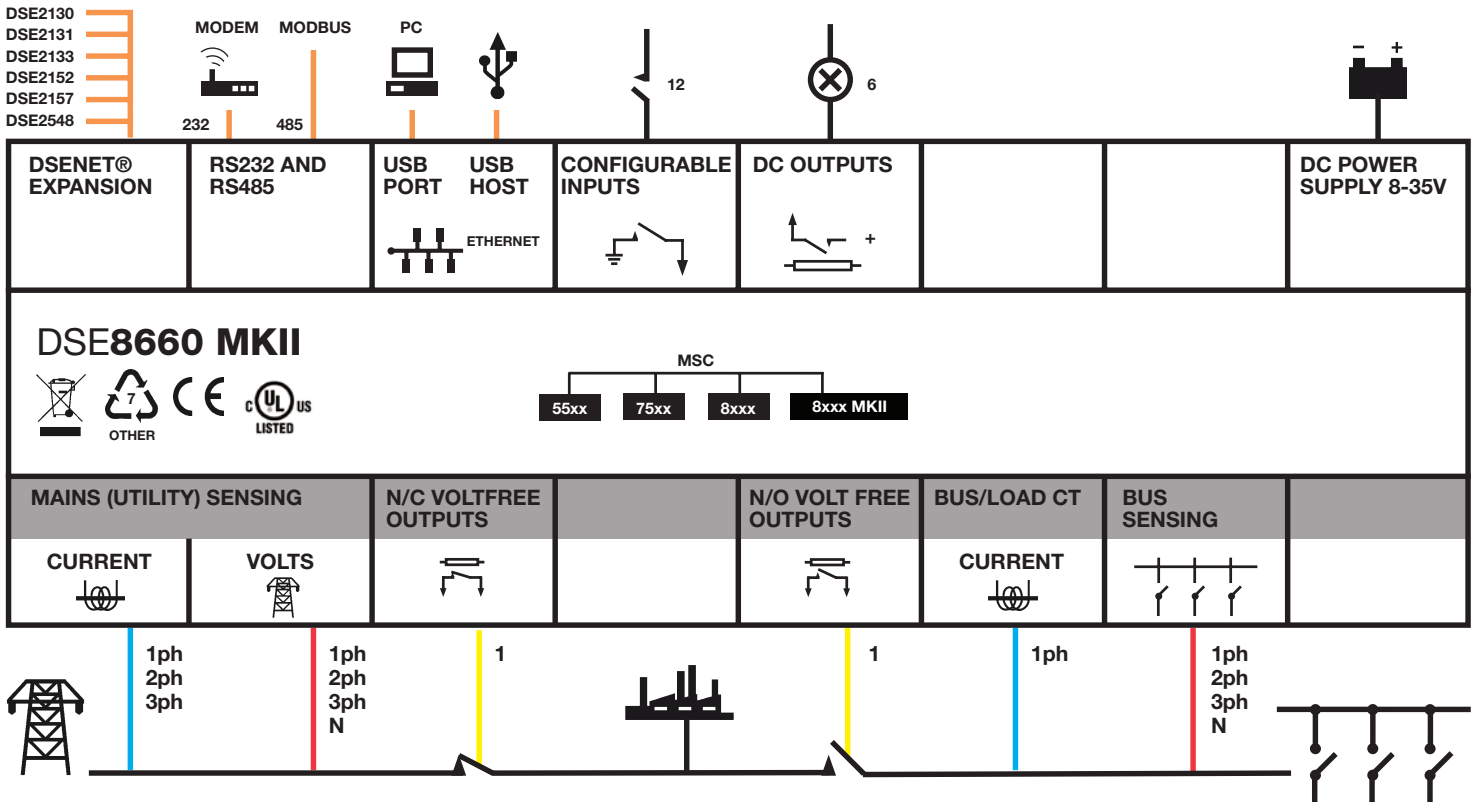 DSE2130
DSE2131
DSE2133
DSE2152
DSE2157
DSE2548
MODEM
MODBUS
PC
232
485
12
6
- +
DSENET®
EXPANSION
RS232 AND
RS485
USB
PORT
USB
HOST
ETHERNET
CONFIGURABLE
INPUTS
DC OUTPUTS
+
DC POWER
SUPPLY 8-35V
DSE8660 MKII
7
OTHER
CE
C UL US
LISTED
MSC
55xx
75xx
8xxx
8xxx MKII
MAINS (UTILITY) SENSING
N/C VOLTFREE
OUTPUTS
N/O VOLT FREE
OUTPUTS
BUS/LOAD CT
BUS
SENSING
CURRENT
VOLTS
CURRENT
1ph
2ph
3ph
1ph
2ph
3ph
N
1
1
1ph
1ph
2ph
3ph
N